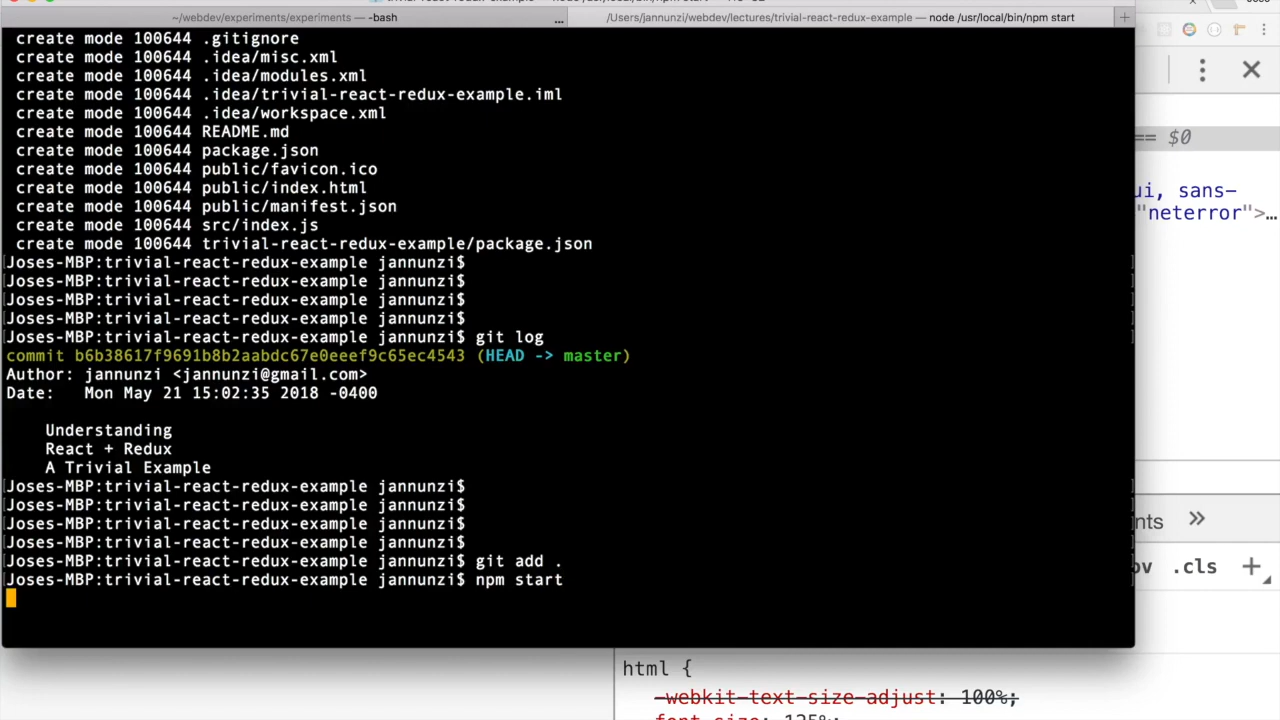 ~/webdev/experiments/experiments — -bash
... /Users/jannunzi/webdev/lectures/trivial-react-redux-example — node /usr/local/bin/npm start +
create mode 100644 .gitignore
create mode 100644 .idea/misc.xml
create mode 100644 .idea/modules.xml
create mode 100644 .idea/trivial-react-redux-example.iml
create mode 100644 .idea/workspace.xml
create mode 100644 README.md
create mode 100644 package.json
create mode 100644 public/favicon.ico
create mode 100644 public/index.html
create mode 100644 public/manifest.json
create mode 100644 src/index.js
create mode 100644 trivial-react-redux-example/package.json
[Joses-MBP:trivial-react-redux-example jannunzi$ ]
[Joses-MBP:trivial-react-redux-example jannunzi$ ]
[Joses-MBP:trivial-react-redux-example jannunzi$ ]
[Joses-MBP:trivial-react-redux-example jannunzi$ ]
[Joses-MBP:trivial-react-redux-example jannunzi$ git log ]
commit b6b38617f9691b8b2aabdc67e0eeef9c65ec4543 (HEAD -> master)
Author: jannunzi <jannunzi@gmail.com>
Date: Mon May 21 15:02:35 2018 -0400
Understanding
React + Redux
A Trivial Example
[Joses-MBP:trivial-react-redux-example jannunzi$ ]
[Joses-MBP:trivial-react-redux-example jannunzi$ ]
[Joses-MBP:trivial-react-redux-example jannunzi$ ]
[Joses-MBP:trivial-react-redux-example jannunzi$ ]
[Joses-MBP:trivial-react-redux-example jannunzi$ git add . ]
[Joses-MBP:trivial-react-redux-example jannunzi$ npm start ]
== $0
ui, sans-
"neterror">…
nts »
ov .cls +
html {
-webkit-text-size-adjust: 100%;
font-size: 125%;